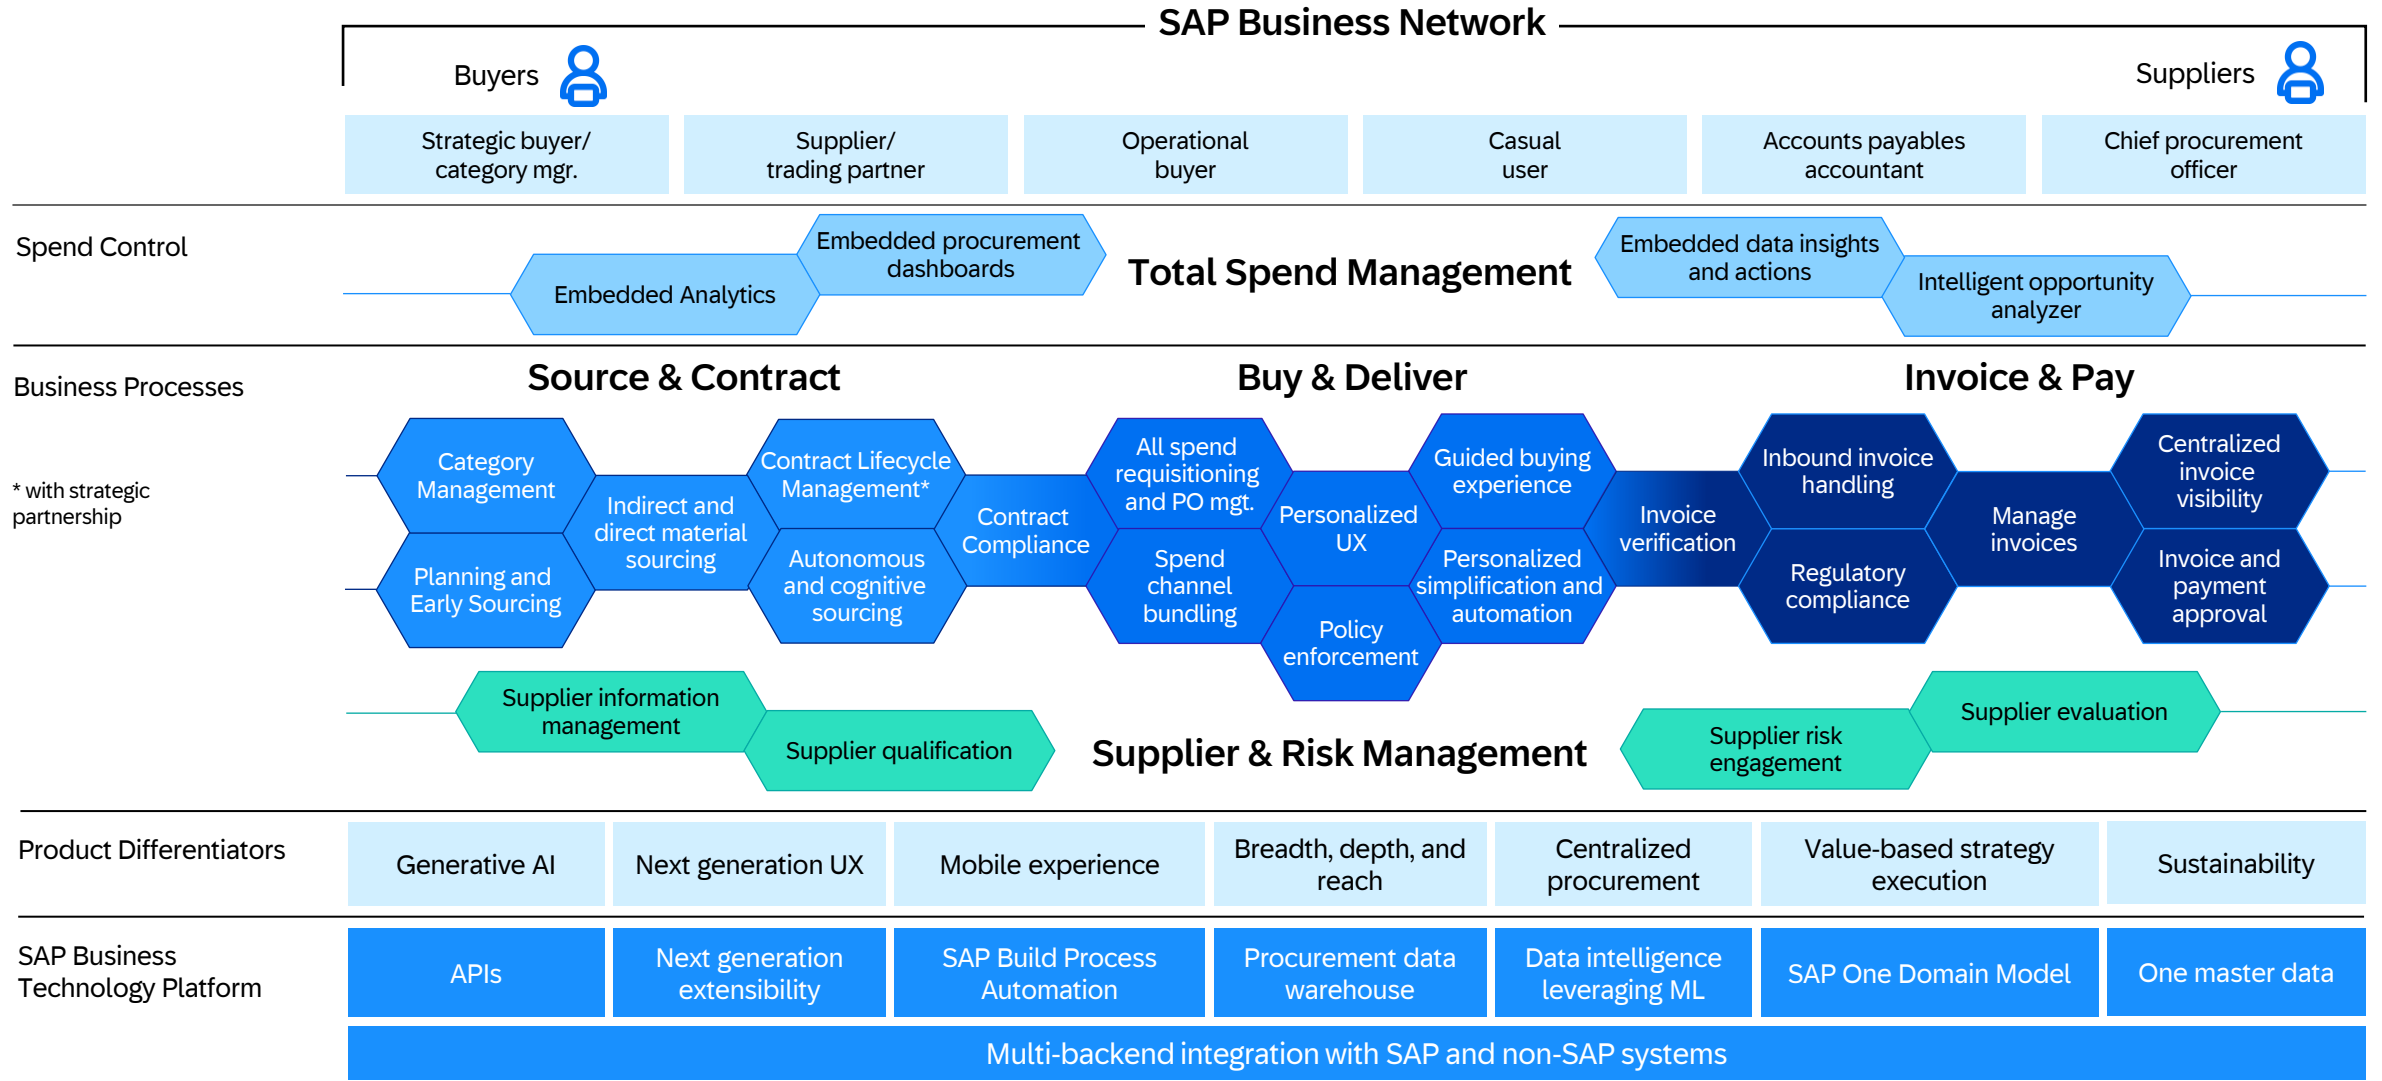 SAP Business Network
Buyers
Suppliers
Strategic buyer/
category mgr.
Supplier/
trading partner
Operational
buyer
Casual
user
Accounts payables
accountant
Chief procurement
officer
Spend Control
Embedded Analytics
Embedded procurement
dashboards
Total Spend Management
Embedded data insights
and actions
Intelligent opportunity
analyzer
Business Processes
* with strategic
partnership
Source & Contract
Buy & Deliver
Invoice & Pay
Category
Management
Planning and
Early Sourcing
Indirect and
direct material
sourcing
Contract Lifecycle
Management*
Autonomous
and cognitive
sourcing
Contract
Compliance
All spend
requisitioning
and PO mgt.
Spend
channel
bundling
Personalized
UX
Policy
enforcement
Guided buying
experience
Personalized
simplification and
automation
Invoice
verification
Inbound invoice
handling
Regulatory
compliance
Manage
invoices
Centralized
invoice
visibility
Invoice and
payment
approval
Supplier information
management
Supplier qualification
Supplier & Risk Management
Supplier risk
engagement
Supplier evaluation
Product Differentiators
Generative AI
Next generation UX
Mobile experience
Breadth, depth, and
reach
Centralized
procurement
Value-based strategy
execution
Sustainability
SAP Business
Technology Platform
APIs
Next generation
extensibility
SAP Build Process
Automation
Procurement data
warehouse
Data intelligence
leveraging ML
SAP One Domain Model
One master data
Multi-backend integration with SAP and non-SAP systems